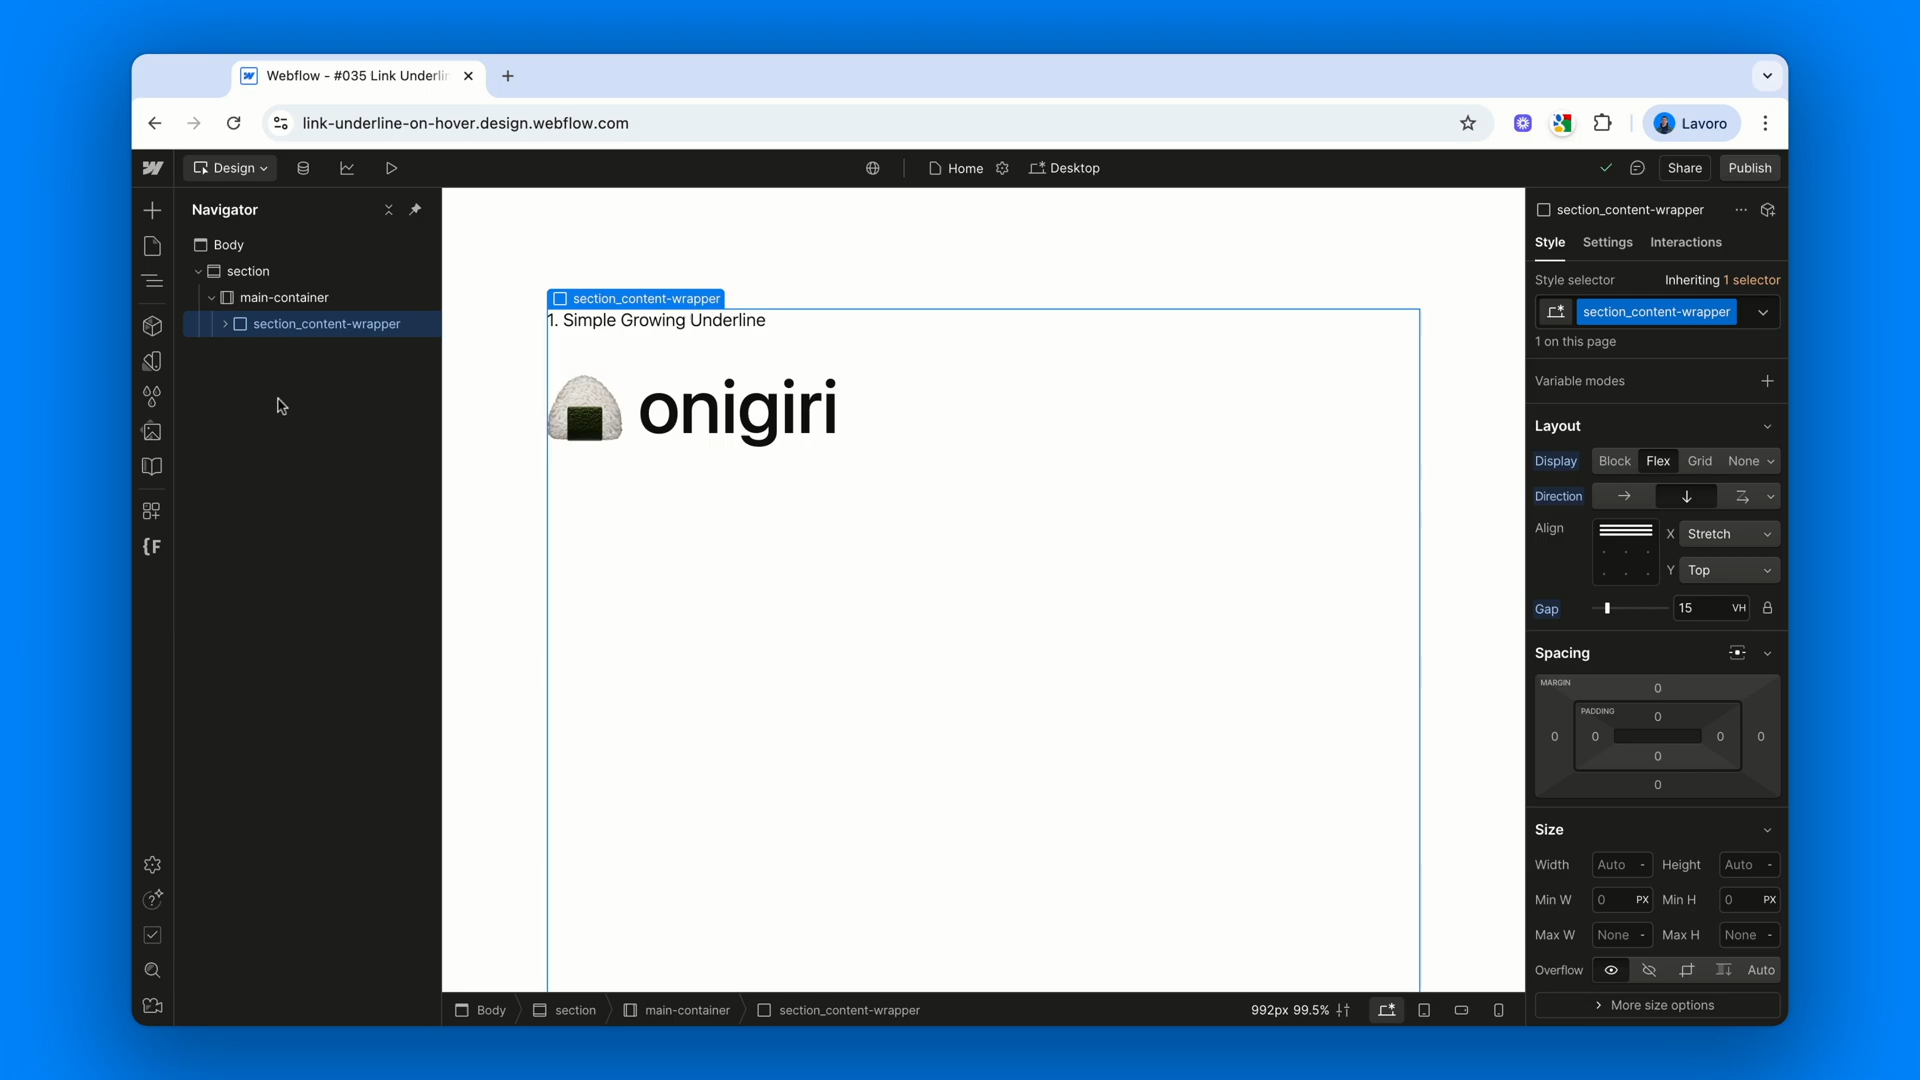 Webflow - #035 Link Underlin
link-underline-on-hover.design.webflow.com
Lavoro
Design
Home
Desktop
Share
Publish
Navigator
Body
section
main-container
section_content-wrapper
section_content-wrapper
1. Simple Growing Underline
onigiri
section_content-wrapper
Style Settings Interactions
Style selector Inheriting 1 selector
section_content-wrapper
1 on this page
Variable modes
Layout
Display Block Flex Grid None
Direction
Align X Stretch
Y Top
Gap 15 VH
Spacing
MARGIN
0
PADDING
0
0 0 0 0
0
0
Size
Width Auto - Height Auto -
Min W 0 PX Min H 0 PX
Max W None - Max H None -
Overflow Auto
More size options
Body section main-container section_content-wrapper
992px 99.5%